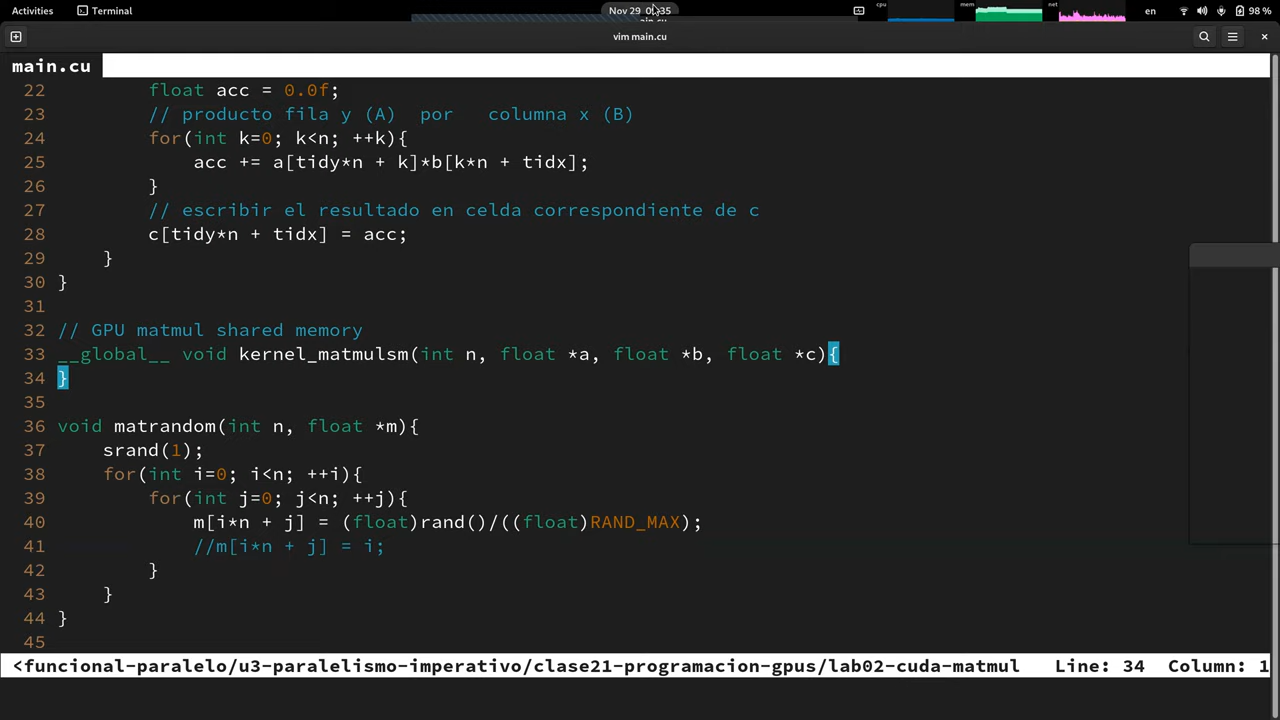 Activities Terminal Nov 29 0:35 cpu mem net en 98 %
vim main.cu
main.cu
22 float acc = 0.0f;
23 // producto fila y (A)  por   columna x (B)
24 for(int k=0; k<n; ++k){
25 acc += a[tidy*n + k]*b[k*n + tidx];
26 }
27 // escribir el resultado en celda correspondiente de c
28 c[tidy*n + tidx] = acc;
29 }
30 }
31
32 // GPU matmul shared memory
33 __global__ void kernel_matmulsm(int n, float *a, float *b, float *c){
34 }
35
36 void matrandom(int n, float *m){
37 srand(1);
38 for(int i=0; i<n; ++i){
39 for(int j=0; j<n; ++j){
40 m[i*n + j] = (float)rand()/((float)RAND_MAX);
41 //m[i*n + j] = i;
42 }
43 }
44 }
45
<funcional-paralelo/u3-paralelismo-imperativo/clase21-programacion-gpus/lab02-cuda-matmul Line: 34 Column: 1